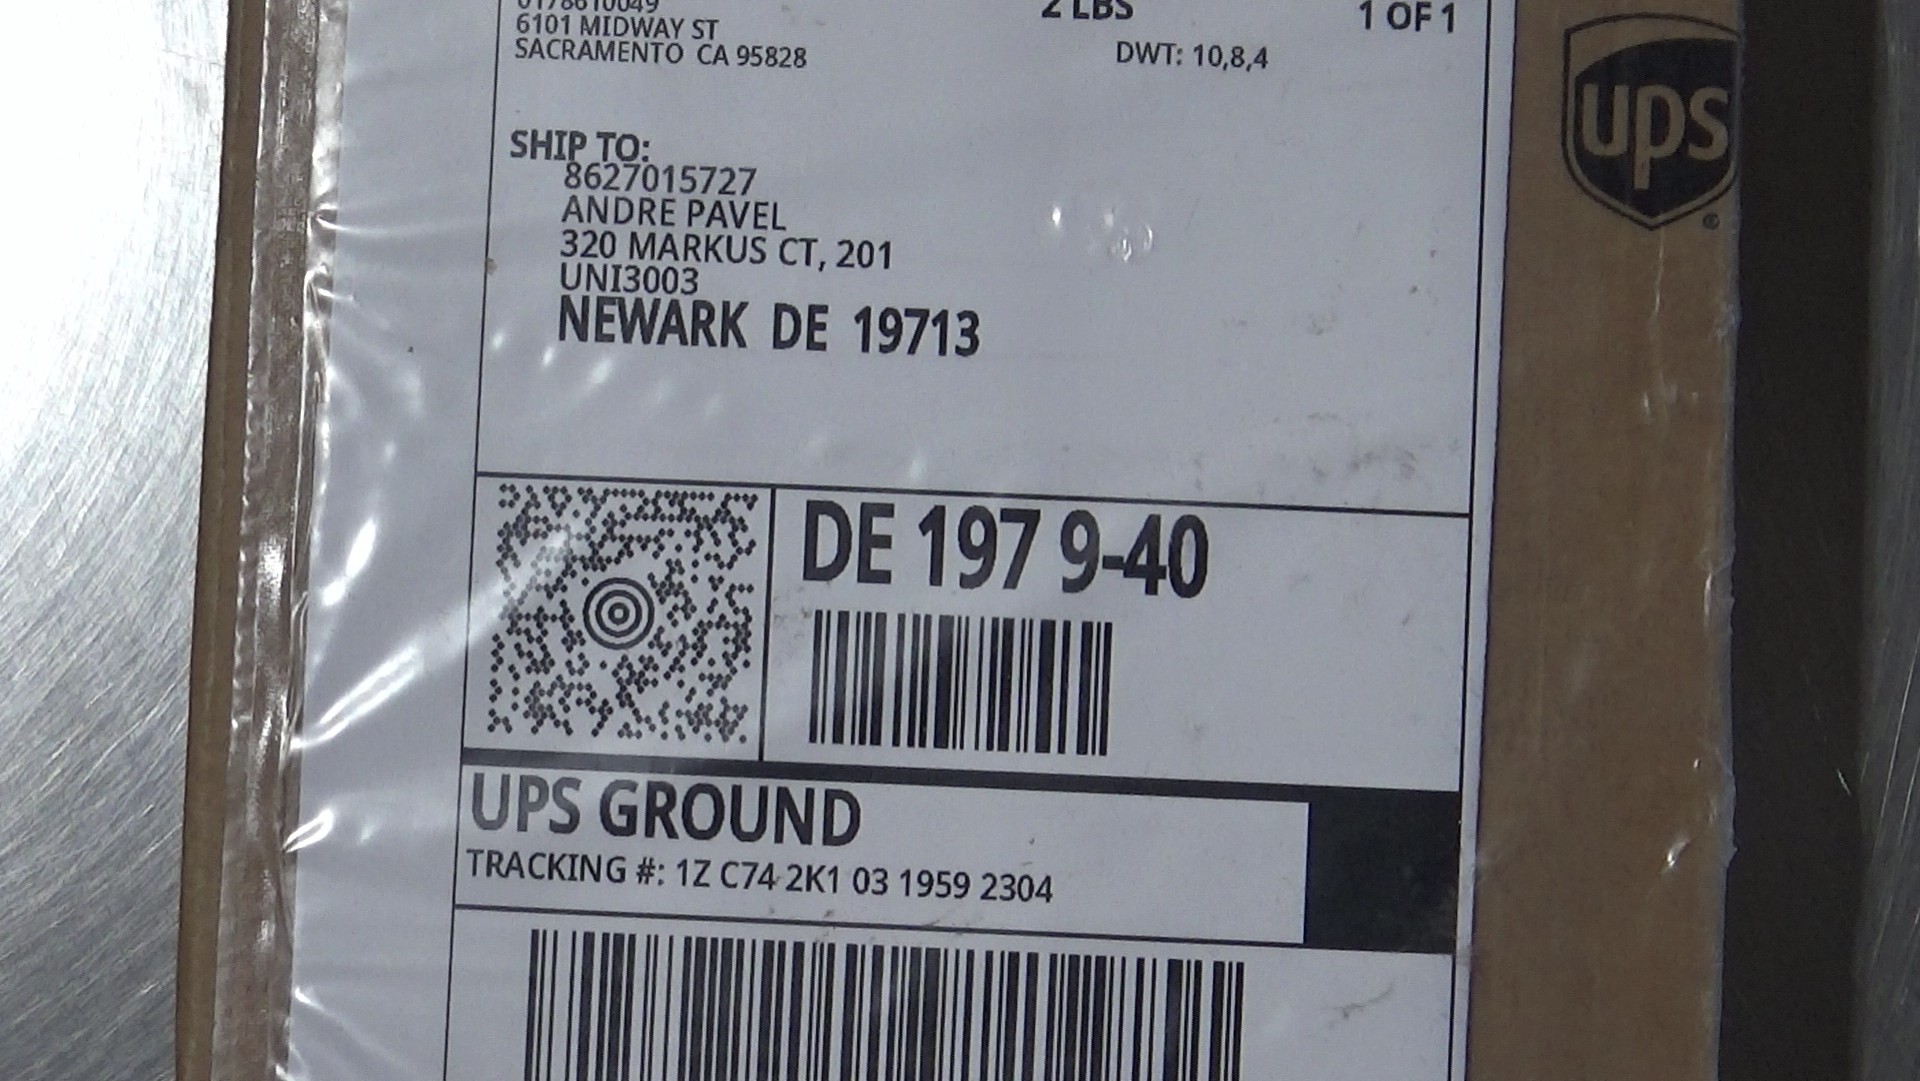 0178610049
6101 MIDWAY ST
SACRAMENTO CA 95828
2 LBS
1 OF 1
DWT: 10,8,4
ups
®
SHIP TO:
8627015727
ANDRE PAVEL
320 MARKUS CT, 201
UNI3003
NEWARK DE 19713
DE 197 9-40
UPS GROUND
TRACKING #: 1Z C74 2K1 03 1959 2304